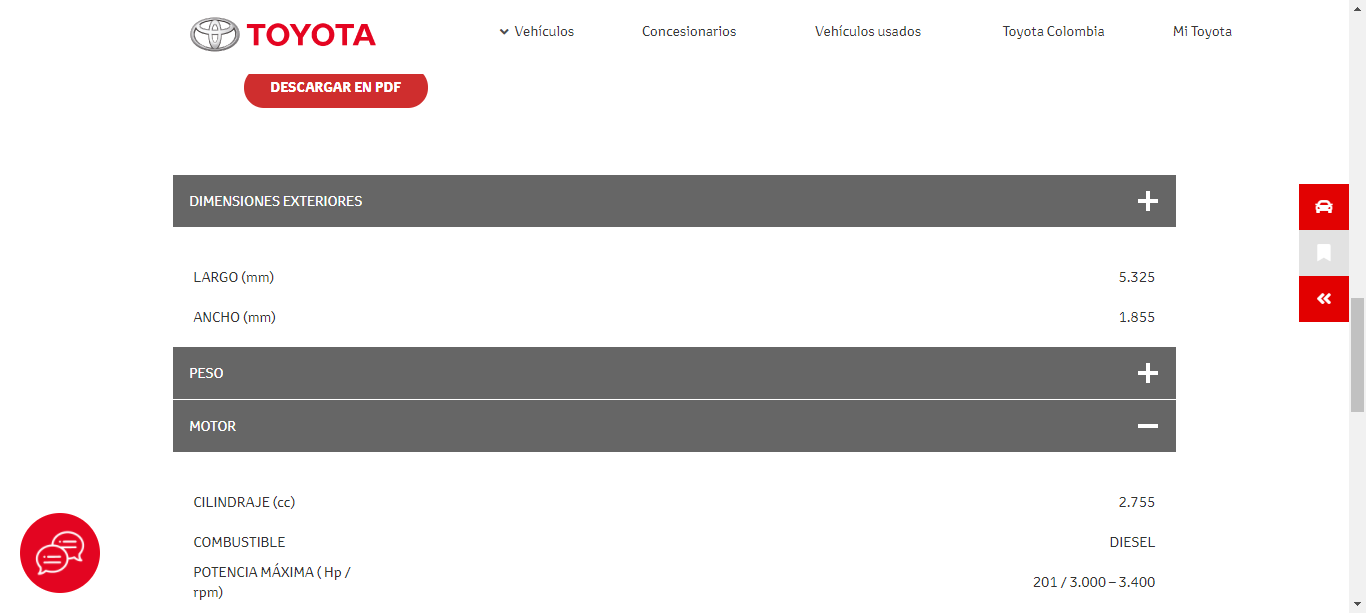 TOYOTA
Vehículos
Concesionarios
Vehículos usados
Toyota Colombia
Mi Toyota
DESCARGAR EN PDF
DIMENSIONES EXTERIORES
LARGO (mm) 5.325
ANCHO (mm) 1.855
PESO
MOTOR
CILINDRAJE (cc) 2.755
COMBUSTIBLE DIESEL
POTENCIA MÁXIMA ( Hp /
rpm) 201 / 3.000 – 3.400